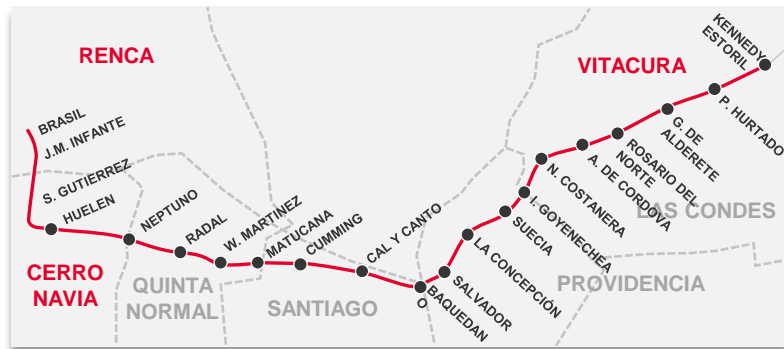 RENCA
VITACURA
KENNEDY
ESTORIL
P. HURTADO
G. DE
ALDERETE
ROSARIO DEL
NORTE
A. DE CORDOVA
N. COSTANERA
I. GOYENECHEA
SUECIA
LA CONCEPCIÓN
SALVADOR
BAQUEDAN
O
CAL Y CANTO
CUMMING
MATUCANA
W. MARTINEZ
RADAL
NEPTUNO
HUELEN
S. GUTIERREZ
J.M. INFANTE
BRASIL
CERRO
NAVIA
QUINTA
NORMAL
SANTIAGO
PROVIDENCIA
LAS CONDES